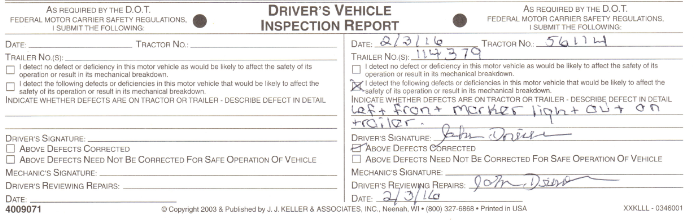 AS REQUIRED BY THE D.O.T.
FEDERAL MOTOR CARRIER SAFETY REGULATIONS,
I SUBMIT THE FOLLOWING:
DRIVER'S VEHICLE
INSPECTION REPORT
AS REQUIRED BY THE D.O.T.
FEDERAL MOTOR CARRIER SAFETY REGULATIONS,
I SUBMIT THE FOLLOWING:
DATE: TRACTOR NO.:
TRAILER NO.(S):
I detect no defect or deficiency in this motor vehicle as would be likely to affect the safety of its
operation or result in its mechanical breakdown.
I detect the following defects or deficiencies in this motor vehicle that would be likely to affect the
safety of its operation or result in its mechanical breakdown.
INDICATE WHETHER DEFECTS ARE ON TRACTOR OR TRAILER - DESCRIBE DEFECT IN DETAIL
DRIVER'S SIGNATURE:
ABOVE DEFECTS CORRECTED
ABOVE DEFECTS NEED NOT BE CORRECTED FOR SAFE OPERATION OF VEHICLE
MECHANIC'S SIGNATURE:
DRIVER'S REVIEWING REPAIRS:
DATE:
DATE: 2/3/16 TRACTOR NO.: 56114
TRAILER NO.(S): 114379
I detect no defect or deficiency in this motor vehicle as would be likely to affect the safety of its
operation or result in its mechanical breakdown.
I detect the following defects or deficiencies in this motor vehicle that would be likely to affect the
safety of its operation or result in its mechanical breakdown.
INDICATE WHETHER DEFECTS ARE ON TRACTOR OR TRAILER - DESCRIBE DEFECT IN DETAIL
Left front marker light out on
trailer.
DRIVER'S SIGNATURE: John
ABOVE DEFECTS CORRECTED
ABOVE DEFECTS NEED NOT BE CORRECTED FOR SAFE OPERATION OF VEHICLE
MECHANIC'S SIGNATURE:
DRIVER'S REVIEWING REPAIRS: John
DATE: 2/3/16
4009071
© Copyright 2003 & Published by J. J. KELLER & ASSOCIATES, INC., Neenah, WI • (800) 327-6868 • Printed in USA
XXKLLL - 0346001